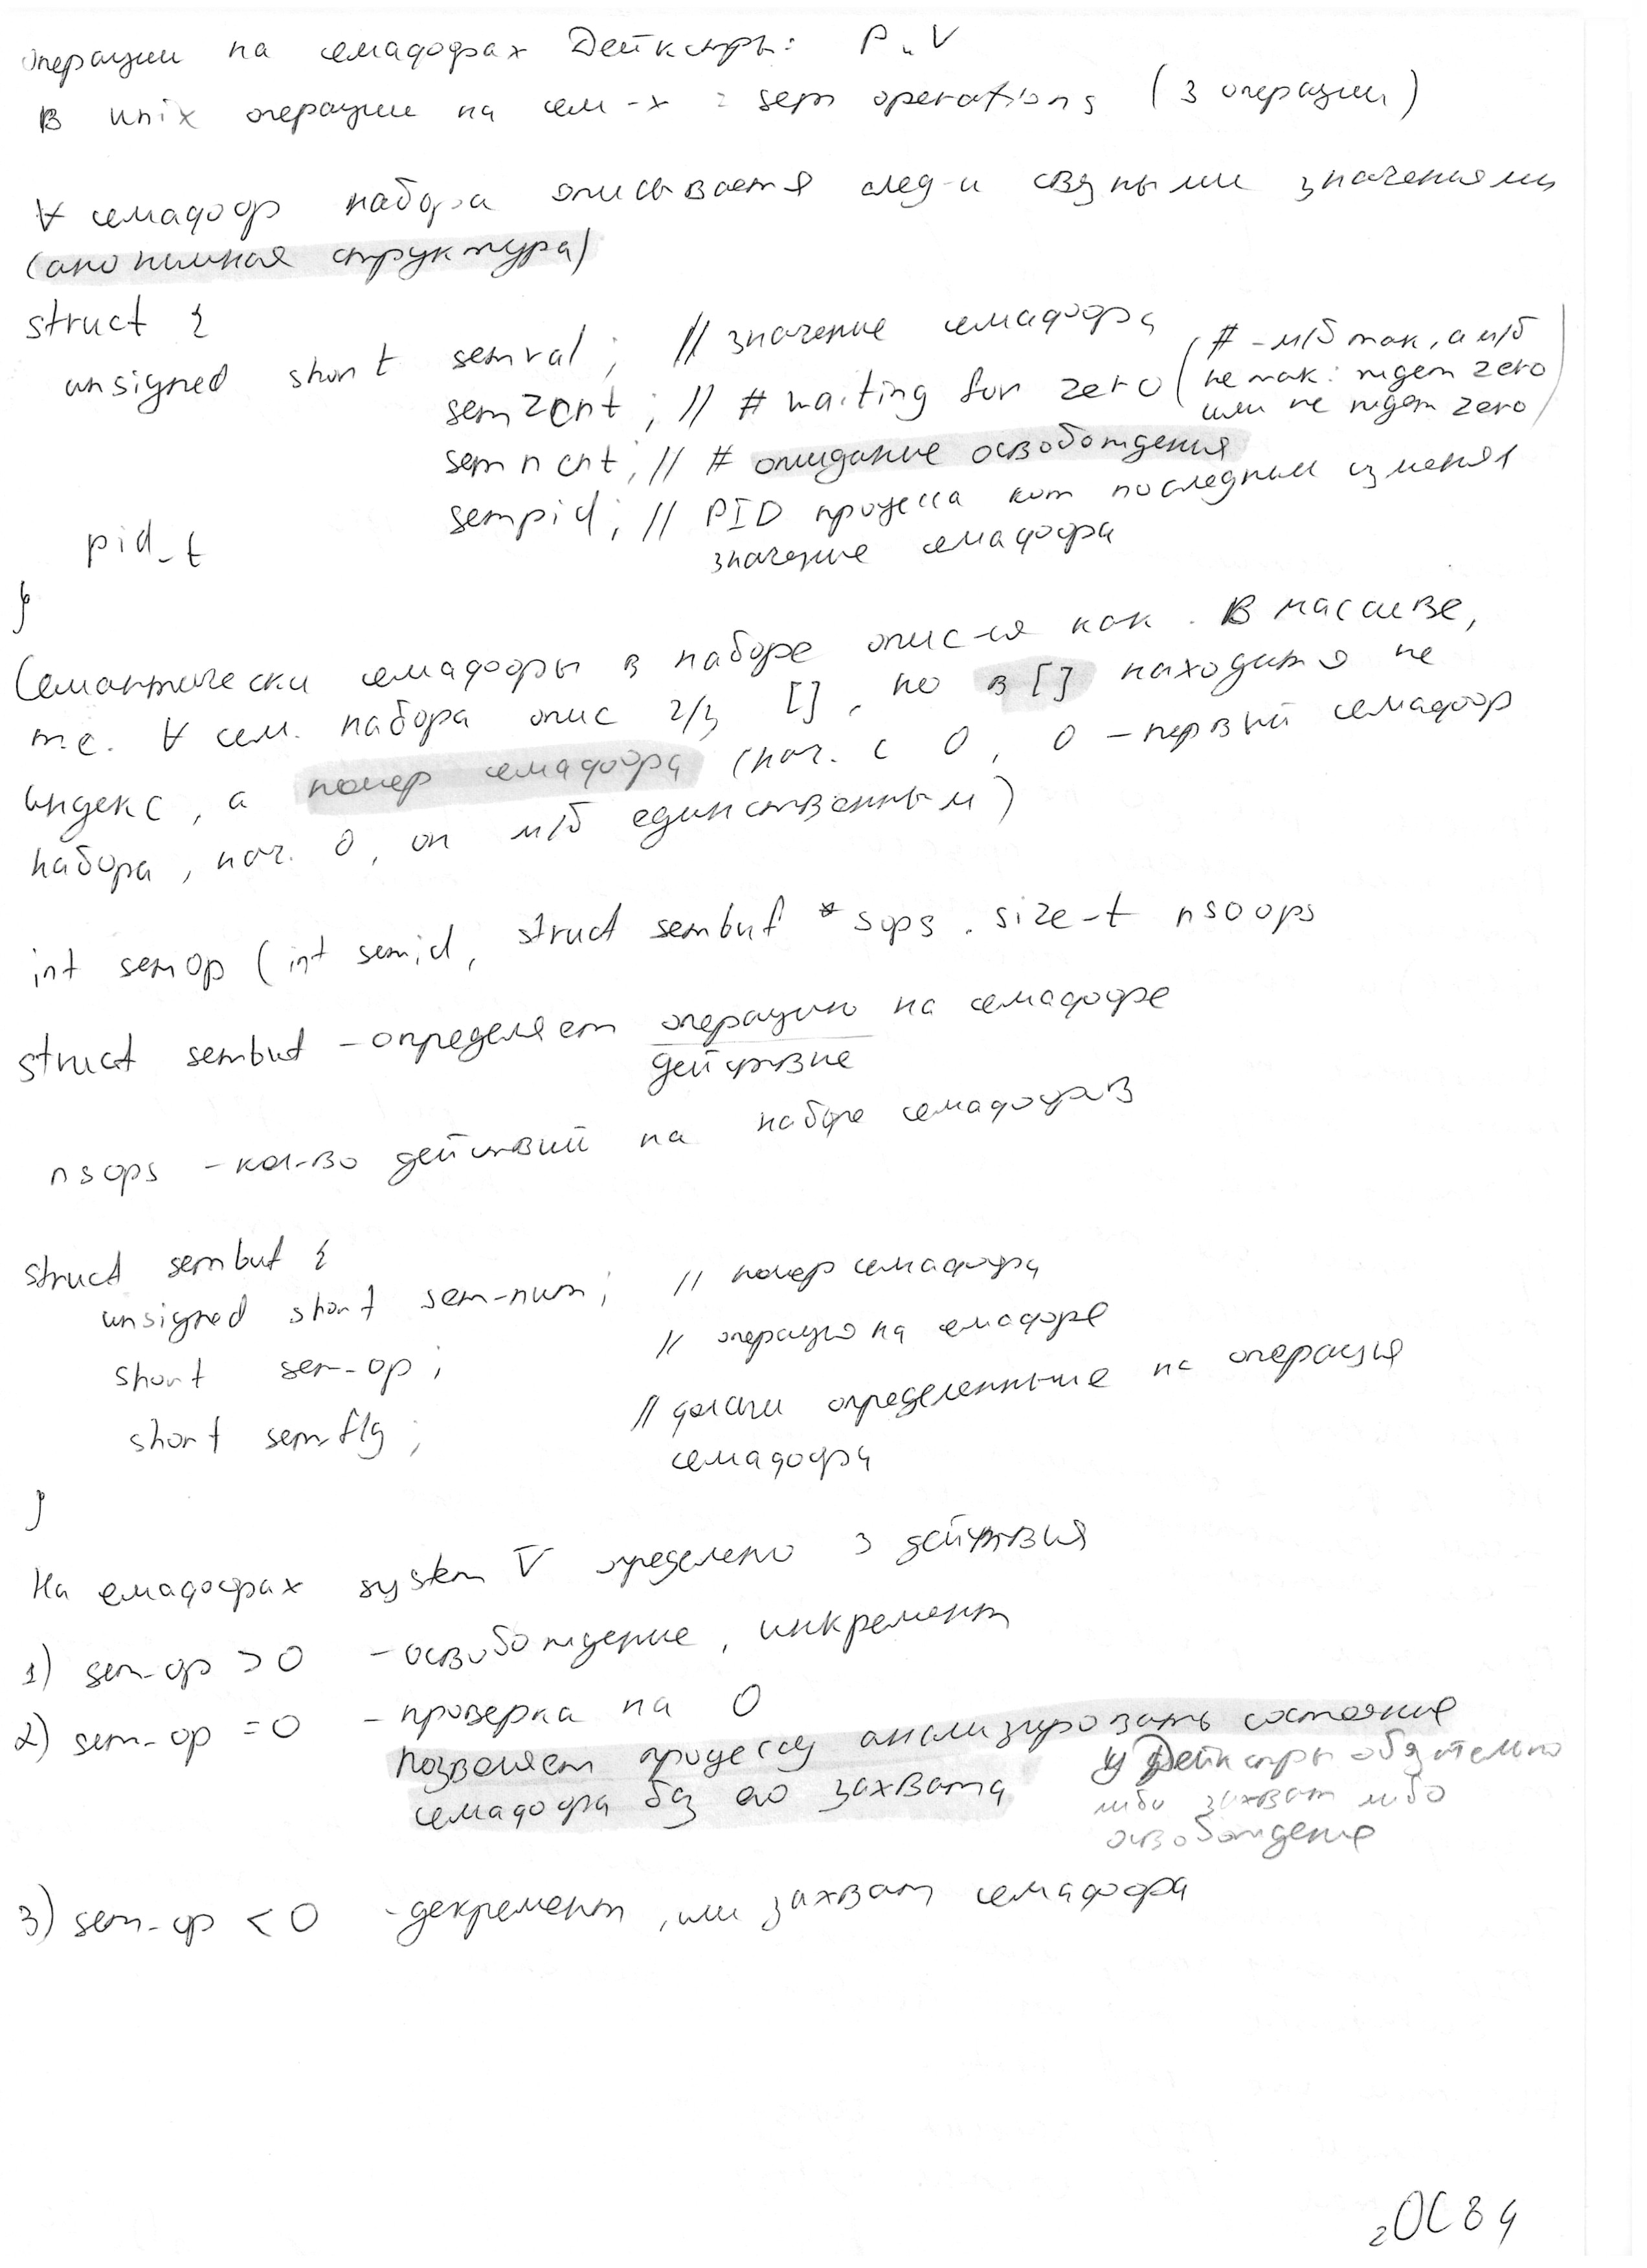 Операции на семафорах Дейкстры: P и V
В unix операции на сем-х = sem operations (3 операции)
∀ семафор набора описывается след-и связными значениями
(анонимная структура)
struct {
unsigned short semval; // значение семафора
semzcnt; // # waiting for zero (# - м/б так, а м/б не так: ждем zero или не ждем zero)
semncnt; // # ожидание освобождения
pid_t sempid; // PID процесса кот последним изменял
значение семафора
}
Семантически семафоры в наборе опис-ся как. В массиве,
т.е. ∀ сем. набора опис ч/з [], но в [] находится не
индекс, а номер семафора (нач. с 0, 0 - первый семафор
набора, нач. 0, он м/б единственным)
int semop (int semid, struct sembuf *sops, size_t nsoops
struct sembuf - определяет операцию на семафоре
действие
nsops - кол-во действий на наборе семафоров
struct sembuf {
unsigned short sem_num; // номер семафора
short sem_op; // операцию на семафоре
short sem_flg; // флаги определенные на операция
семафора
}
На семафорах system V определено 3 действия
1) sem_op > 0 - освобождение, инкремент
2) sem_op = 0 - проверка на 0
позволяет процессу анализировать состояние
семафора без его захвата
У Дейкстры обязательно
либо захват либо
освобождение
3) sem_op < 0 - декремент, или захват семафора
2ОС84